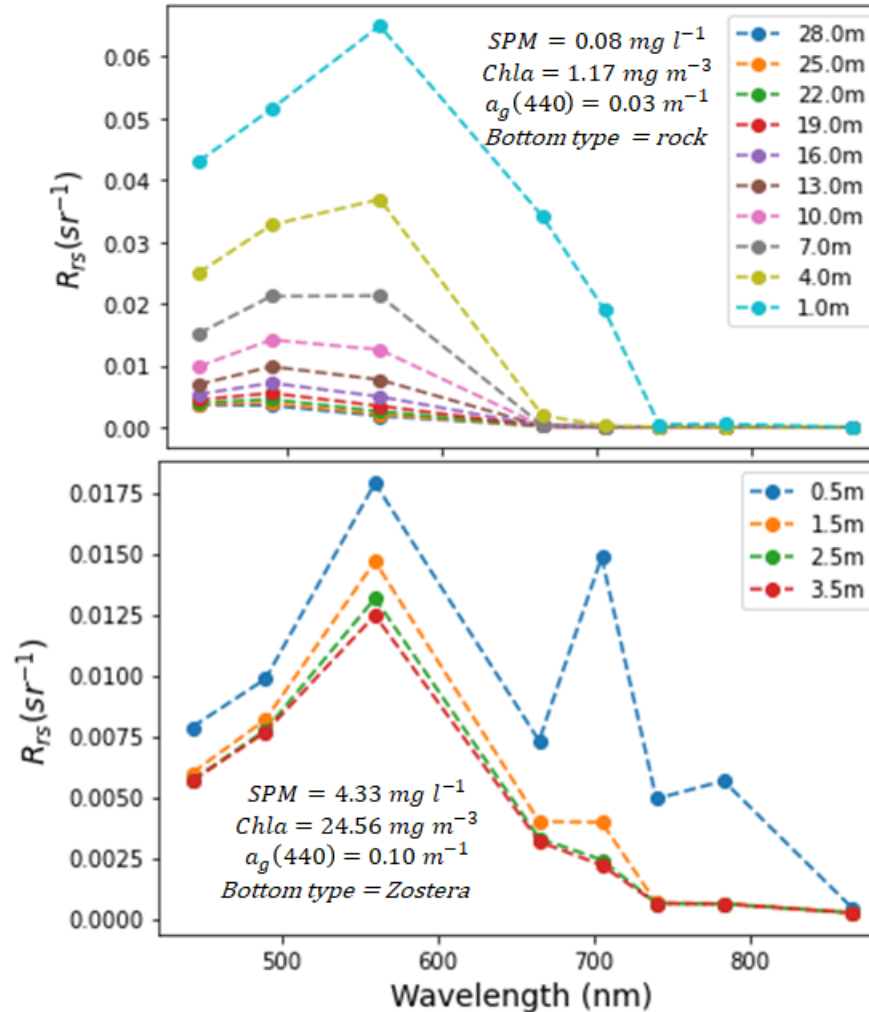 SPM = 0.08 mg l⁻¹
Chla = 1.17 mg m⁻³
a_g(440) = 0.03 m⁻¹
Bottom type = rock
28.0m
25.0m
22.0m
19.0m
16.0m
13.0m
10.0m
7.0m
4.0m
1.0m
R_rs(sr⁻¹)
0.06
0.05
0.04
0.03
0.02
0.01
0.00
0.5m
1.5m
2.5m
3.5m
R_rs(sr⁻¹)
0.0175
0.0150
0.0125
0.0100
0.0075
0.0050
0.0025
0.0000
SPM = 4.33 mg l⁻¹
Chla = 24.56 mg m⁻³
a_g(440) = 0.10 m⁻¹
Bottom type = Zostera
500 600 700 800
Wavelength (nm)